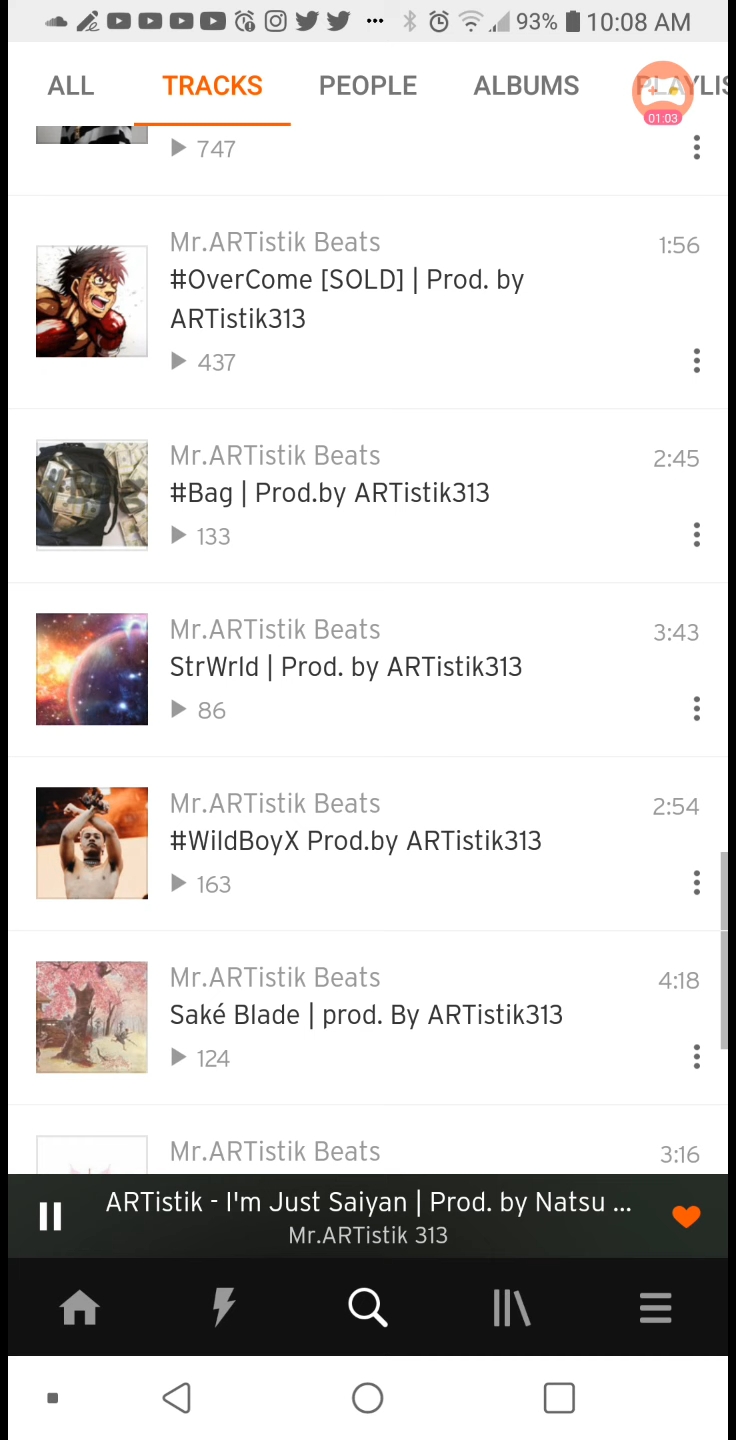 93% 10:08 AM
ALL TRACKS PEOPLE ALBUMS PLAYLIS
01:03
747
Mr.ARTistik Beats 1:56
#OverCome [SOLD] | Prod. by
ARTistik313
437
Mr.ARTistik Beats 2:45
#Bag | Prod.by ARTistik313
133
Mr.ARTistik Beats 3:43
StrWrld | Prod. by ARTistik313
86
Mr.ARTistik Beats 2:54
#WildBoyX Prod.by ARTistik313
163
Mr.ARTistik Beats 4:18
Saké Blade | prod. By ARTistik313
124
Mr.ARTistik Beats 3:16
ARTistik - I'm Just Saiyan | Prod. by Natsu ...
Mr.ARTistik 313